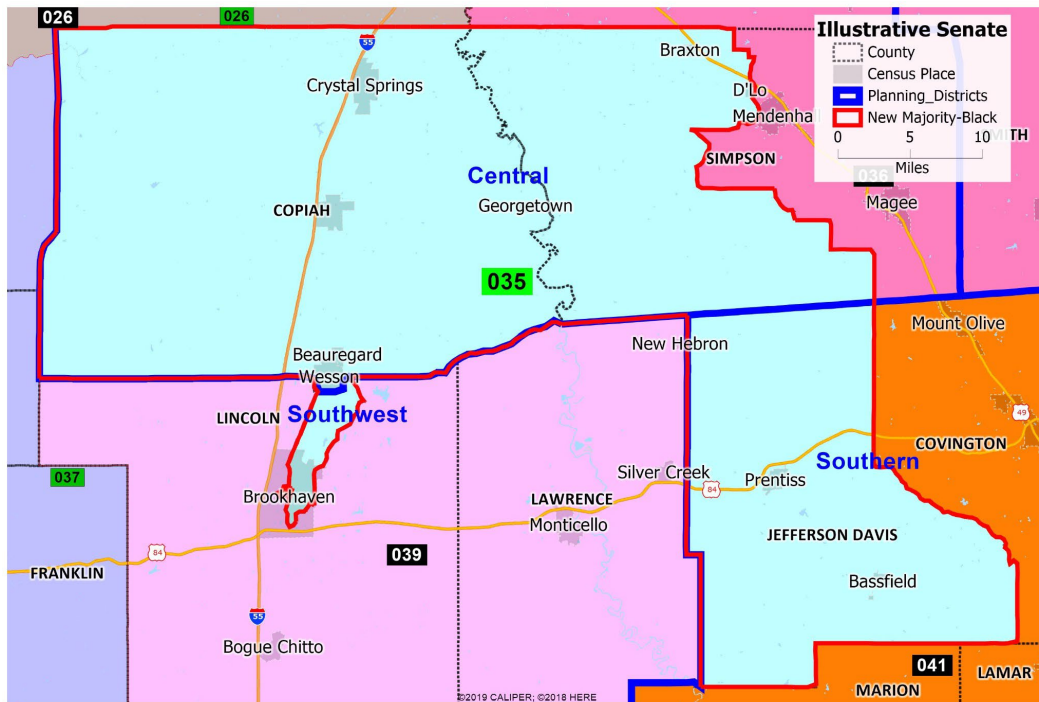 026
026
55
Illustrative Senate
County
Census Place
Planning_Districts
New Majority-Black
0 5 10
Miles
Braxton
Crystal Springs
D'Lo
Mendenhall
SIMPSON
036
Magee
Central
COPIAH
Georgetown
035
Mount Olive
New Hebron
Beauregard
Wesson
LINCOLN
Southwest
49
COVINGTON
Southern
037
Silver Creek
84
Prentiss
Brookhaven
LAWRENCE
Monticello
JEFFERSON DAVIS
84
039
FRANKLIN
Bassfield
55
Bogue Chitto
041
LAMAR
MARION
©2019 CALIPER; ©2018 HERE